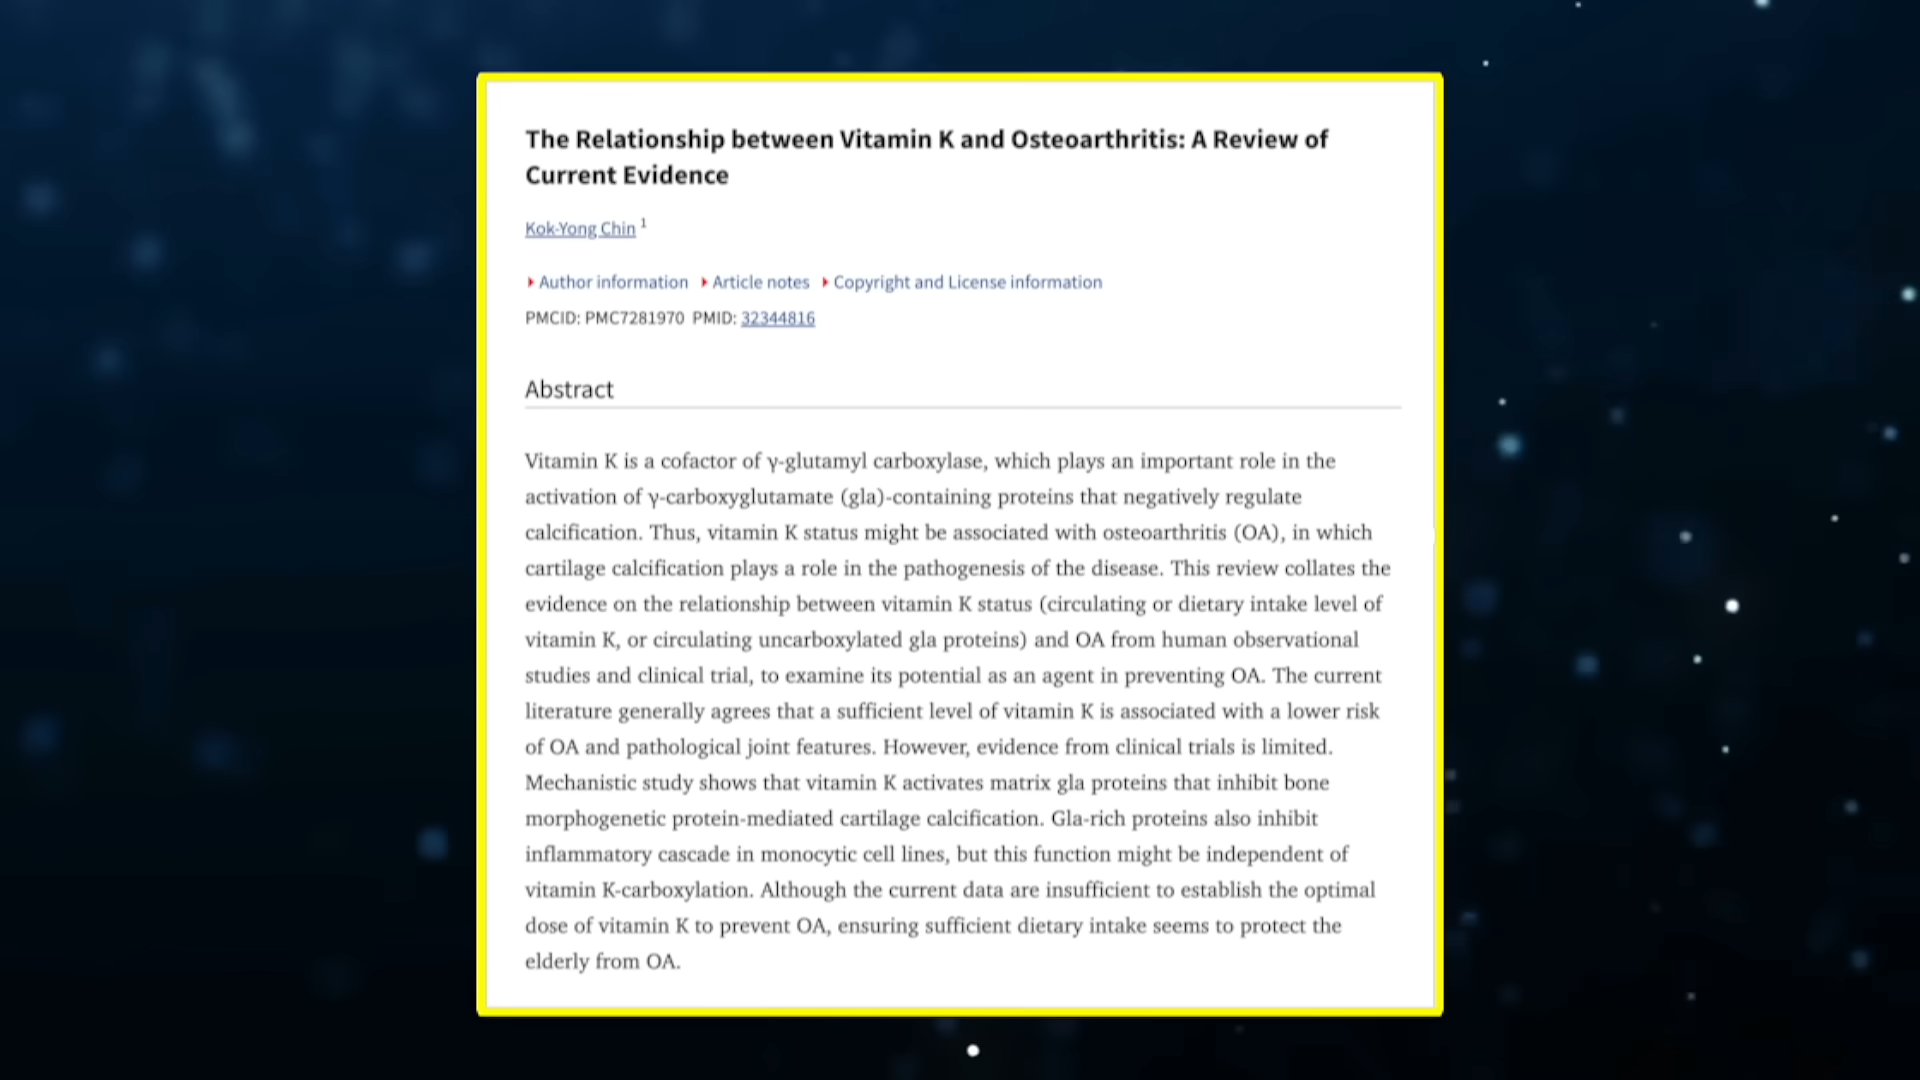 The Relationship between Vitamin K and Osteoarthritis: A Review of
Current Evidence
Kok-Yong Chin 1
Author information Article notes Copyright and License information
PMCID: PMC7281970 PMID: 32344816
Abstract
Vitamin K is a cofactor of γ-glutamyl carboxylase, which plays an important role in the
activation of γ-carboxyglutamate (gla)-containing proteins that negatively regulate
calcification. Thus, vitamin K status might be associated with osteoarthritis (OA), in which
cartilage calcification plays a role in the pathogenesis of the disease. This review collates the
evidence on the relationship between vitamin K status (circulating or dietary intake level of
vitamin K, or circulating uncarboxylated gla proteins) and OA from human observational
studies and clinical trial, to examine its potential as an agent in preventing OA. The current
literature generally agrees that a sufficient level of vitamin K is associated with a lower risk
of OA and pathological joint features. However, evidence from clinical trials is limited.
Mechanistic study shows that vitamin K activates matrix gla proteins that inhibit bone
morphogenetic protein-mediated cartilage calcification. Gla-rich proteins also inhibit
inflammatory cascade in monocytic cell lines, but this function might be independent of
vitamin K-carboxylation. Although the current data are insufficient to establish the optimal
dose of vitamin K to prevent OA, ensuring sufficient dietary intake seems to protect the
elderly from OA.